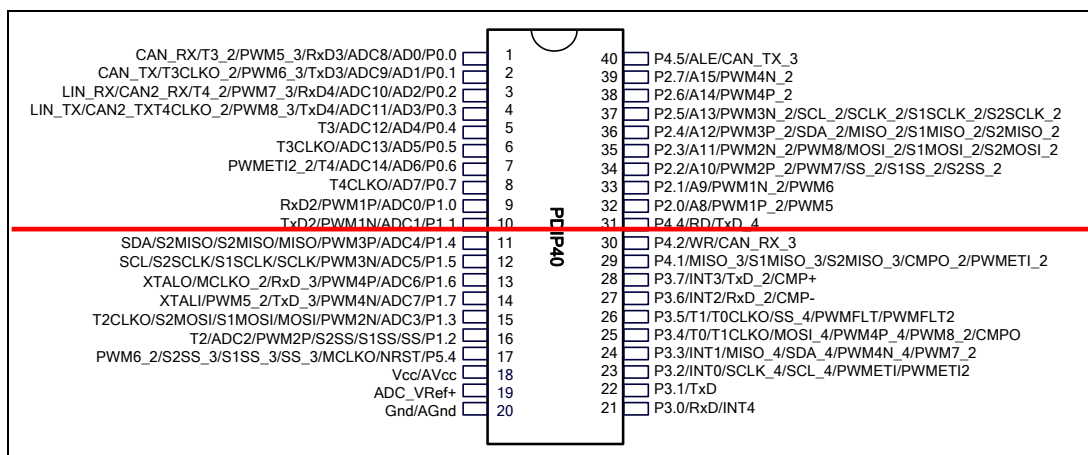 CAN_RX/T3_2/PWM5_3/RxD3/ADC8/AD0/P0.0 1
CAN_TX/T3CLKO_2/PWM6_3/TxD3/ADC9/AD1/P0.1 2
LIN_RX/CAN2_RX/T4_2/PWM7_3/RxD4/ADC10/AD2/P0.2 3
LIN_TX/CAN2_TXT4CLKO_2/PWM8_3/TxD4/ADC11/AD3/P0.3 4
T3/ADC12/AD4/P0.4 5
T3CLKO/ADC13/AD5/P0.5 6
PWMETI2_2/T4/ADC14/AD6/P0.6 7
T4CLKO/AD7/P0.7 8
RxD2/PWM1P/ADC0/P1.0 9
TxD2/PWM1N/ADC1/P1.1 10
SDA/S2MISO/S2MISO/MISO/PWM3P/ADC4/P1.4 11
SCL/S2SCLK/S1SCLK/SCLK/PWM3N/ADC5/P1.5 12
XTALO/MCLKO_2/RxD_3/PWM4P/ADC6/P1.6 13
XTALI/PWM5_2/TxD_3/PWM4N/ADC7/P1.7 14
T2CLKO/S2MOSI/S1MOSI/MOSI/PWM2N/ADC3/P1.3 15
T2/ADC2/PWM2P/S2SS/S1SS/SS/P1.2 16
PWM6_2/S2SS_3/S1SS_3/SS_3/MCLKO/NRST/P5.4 17
Vcc/AVcc 18
ADC_VRef+ 19
Gnd/AGnd 20
PDIP40
40 P4.5/ALE/CAN_TX_3
39 P2.7/A15/PWM4N_2
38 P2.6/A14/PWM4P_2
37 P2.5/A13/PWM3N_2/SCL_2/SCLK_2/S1SCLK_2/S2SCLK_2
36 P2.4/A12/PWM3P_2/SDA_2/MISO_2/S1MISO_2/S2MISO_2
35 P2.3/A11/PWM2N_2/PWM8/MOSI_2/S1MOSI_2/S2MOSI_2
34 P2.2/A10/PWM2P_2/PWM7/SS_2/S1SS_2/S2SS_2
33 P2.1/A9/PWM1N_2/PWM6
32 P2.0/A8/PWM1P_2/PWM5
31 P4.4/RD/TxD_4
30 P4.2/WR/CAN_RX_3
29 P4.1/MISO_3/S1MISO_3/S2MISO_3/CMPO_2/PWMETI_2
28 P3.7/INT3/TxD_2/CMP+
27 P3.6/INT2/RxD_2/CMP-
26 P3.5/T1/T0CLKO/SS_4/PWMFLT/PWMFLT2
25 P3.4/T0/T1CLKO/MOSI_4/PWM4P_4/PWM8_2/CMPO
24 P3.3/INT1/MISO_4/SDA_4/PWM4N_4/PWM7_2
23 P3.2/INT0/SCLK_4/SCL_4/PWMETI/PWMETI2
22 P3.1/TxD
21 P3.0/RxD/INT4